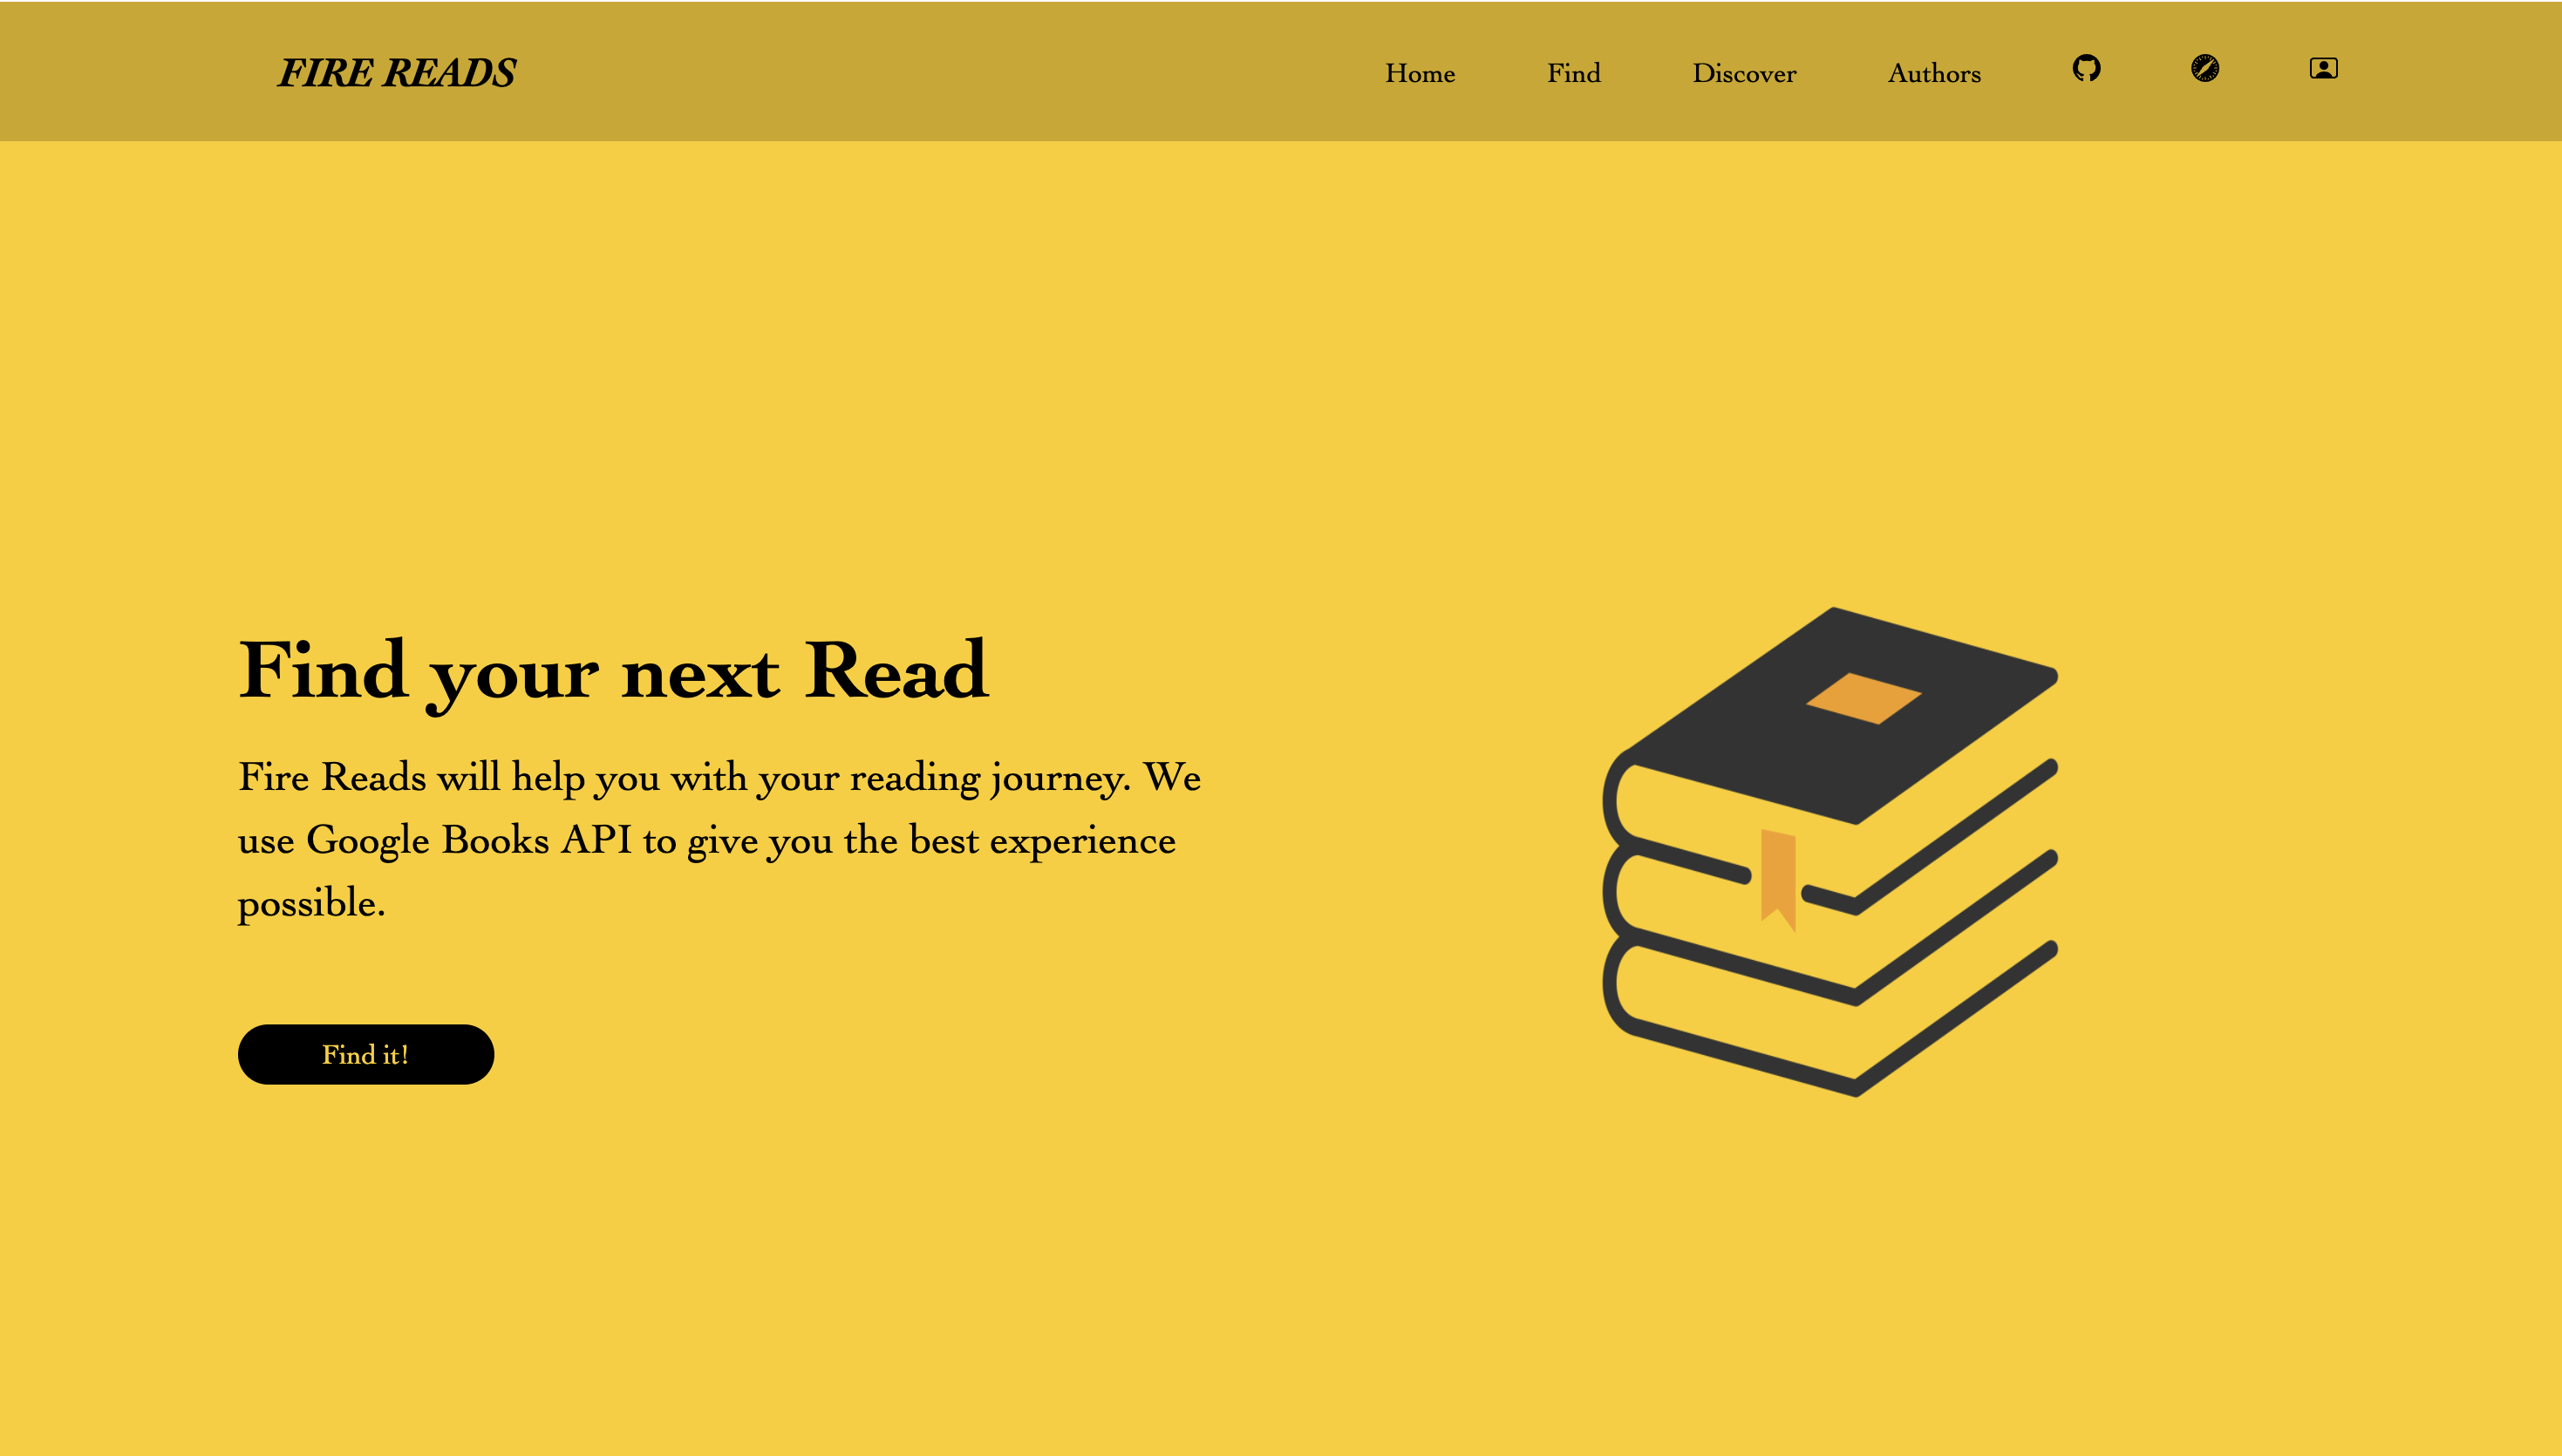 FIRE READS
Home Find Discover Authors
Find your next Read
Fire Reads will help you with your reading journey. We
use Google Books API to give you the best experience
possible.
Find it!